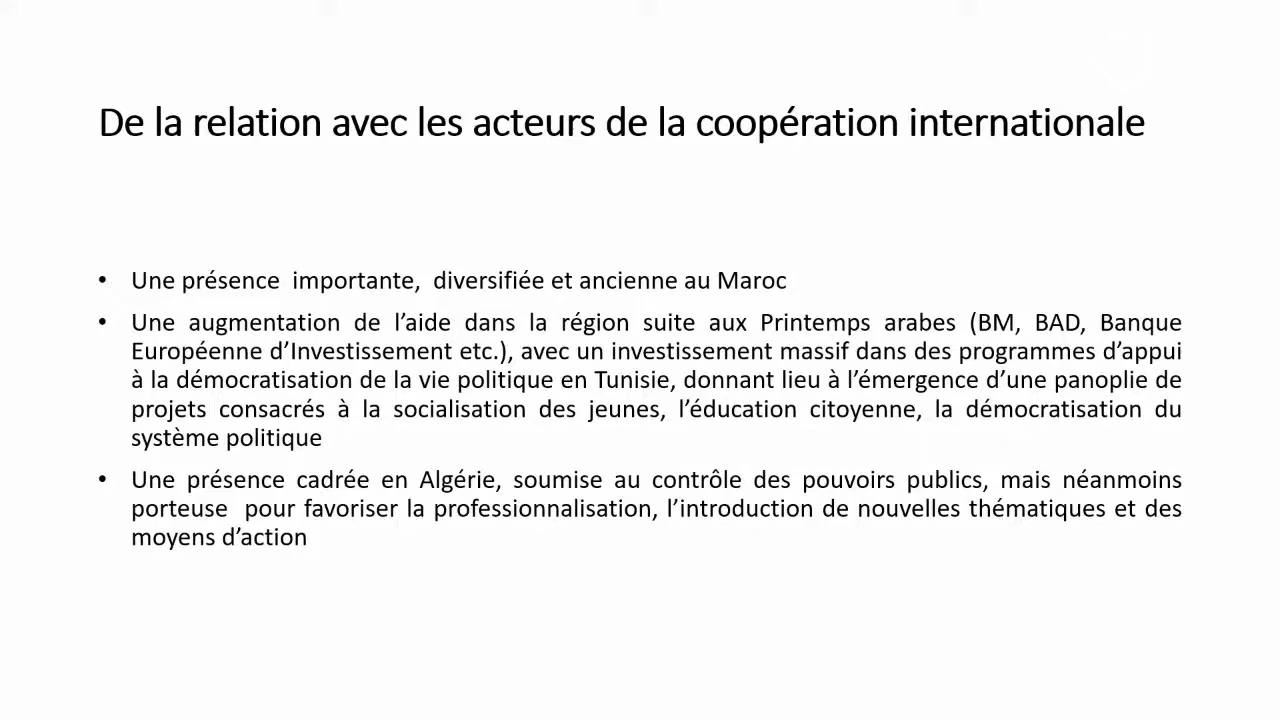 De la relation avec les acteurs de la coopération internationale
• Une présence  importante,  diversifiée et ancienne au Maroc
• Une augmentation de l’aide dans la région suite aux Printemps arabes (BM, BAD, Banque
Européenne d’Investissement etc.), avec un investissement massif dans des programmes d’appui
à la démocratisation de la vie politique en Tunisie, donnant lieu à l’émergence d’une panoplie de
projets consacrés à la socialisation des jeunes, l’éducation citoyenne, la démocratisation du
système politique
• Une présence cadrée en Algérie, soumise au contrôle des pouvoirs publics, mais néanmoins
porteuse  pour favoriser la professionnalisation, l’introduction de nouvelles thématiques et des
moyens d’action